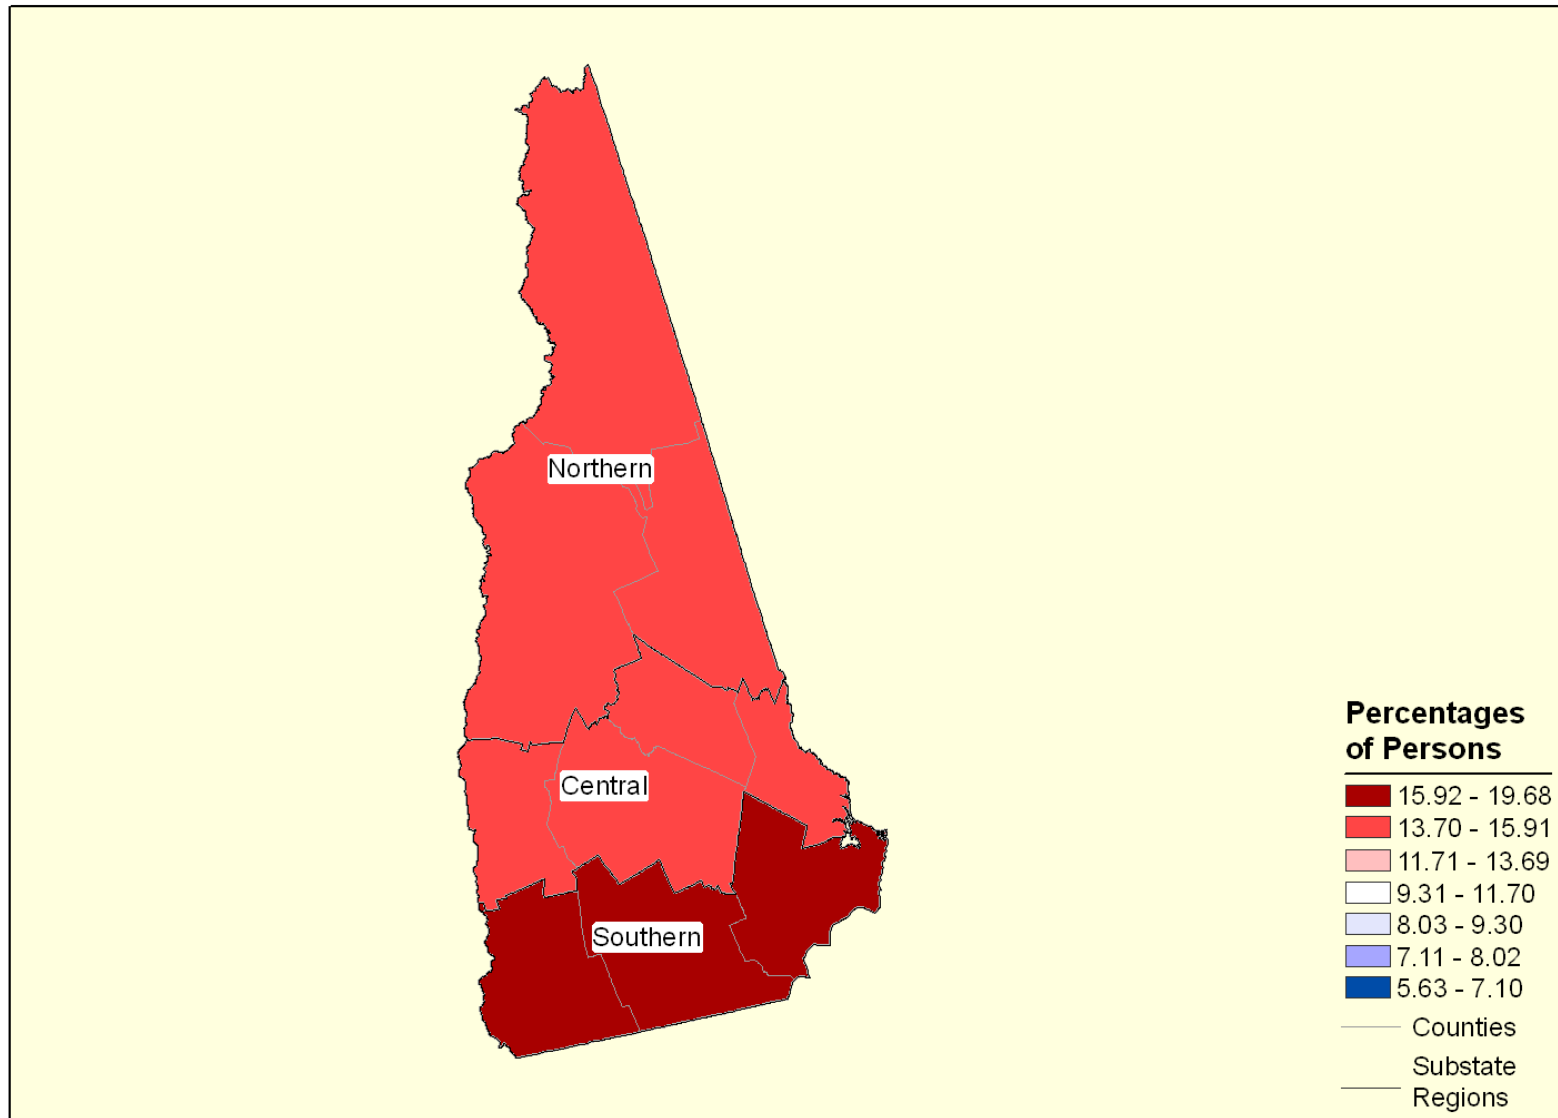 Northern
Central
Southern
Percentages
of Persons
15.92 - 19.68
13.70 - 15.91
11.71 - 13.69
9.31 - 11.70
8.03 - 9.30
7.11 - 8.02
5.63 - 7.10
Counties
Substate
Regions